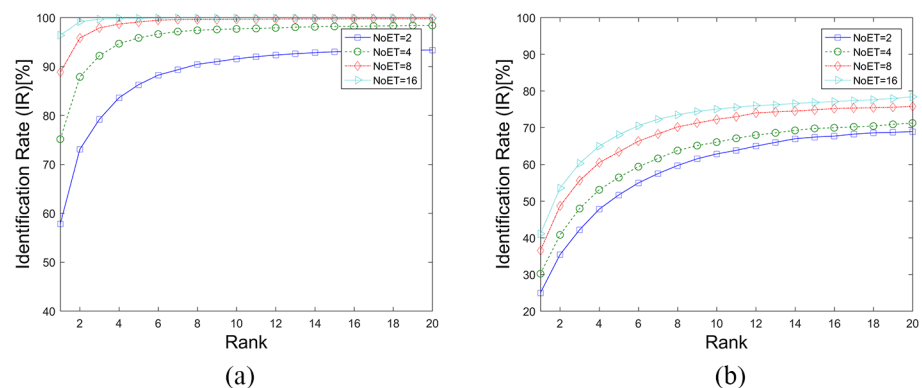 100
90
80
70
60
50
40
2 4 6 8 10 12 14 16 18 20
Identification Rate (IR)[%]
Rank
NoET=2
NoET=4
NoET=8
NoET=16
(a)
100
90
80
70
60
50
40
30
20
2 4 6 8 10 12 14 16 18 20
Identification Rate (IR)[%]
Rank
NoET=2
NoET=4
NoET=8
NoET=16
(b)